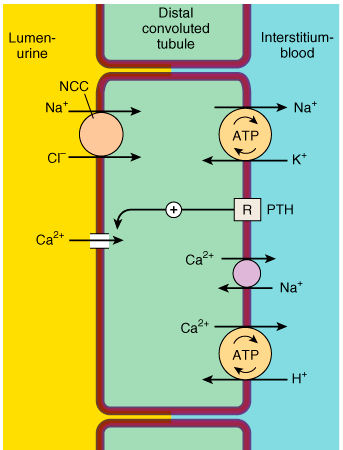 Distal
convoluted
tubule
Lumen-
urine
Interstitium-
blood
NCC
Na⁺
Cl⁻
Na⁺
ATP
K⁺
+
R PTH
Ca²⁺
Ca²⁺
Na⁺
Ca²⁺
ATP
H⁺